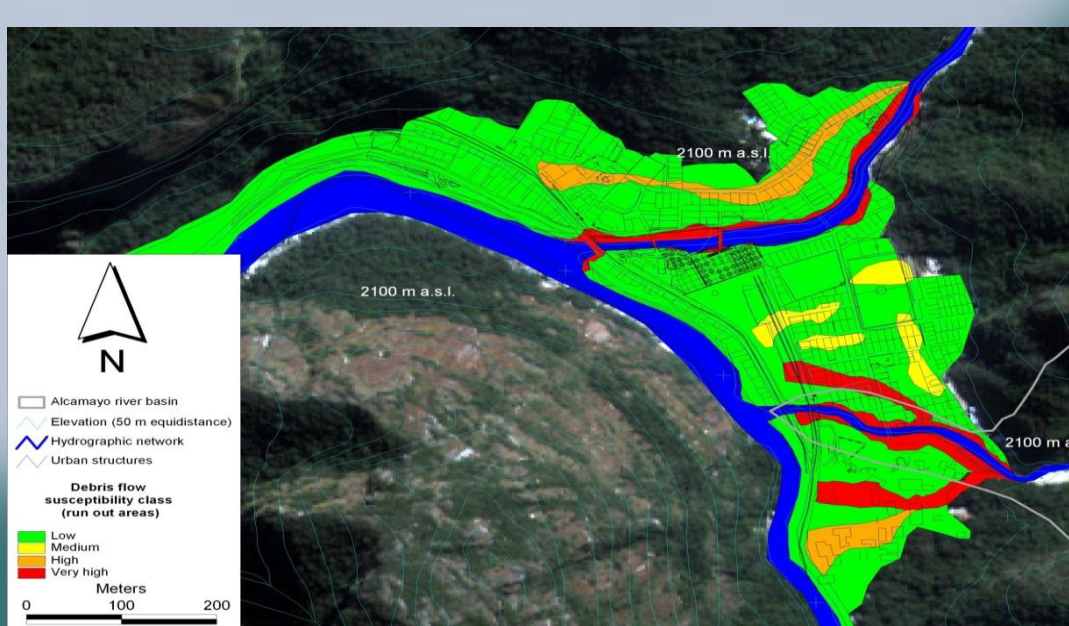 2100 m a.s.l.
2100 m a.s.l.
2100 m a
N
Alcamayo river basin
Elevation (50 m equidistance)
Hydrographic network
Urban structures
Debris flow
susceptibility class
(run out areas)
Low
Medium
High
Very high
Meters
0 100 200